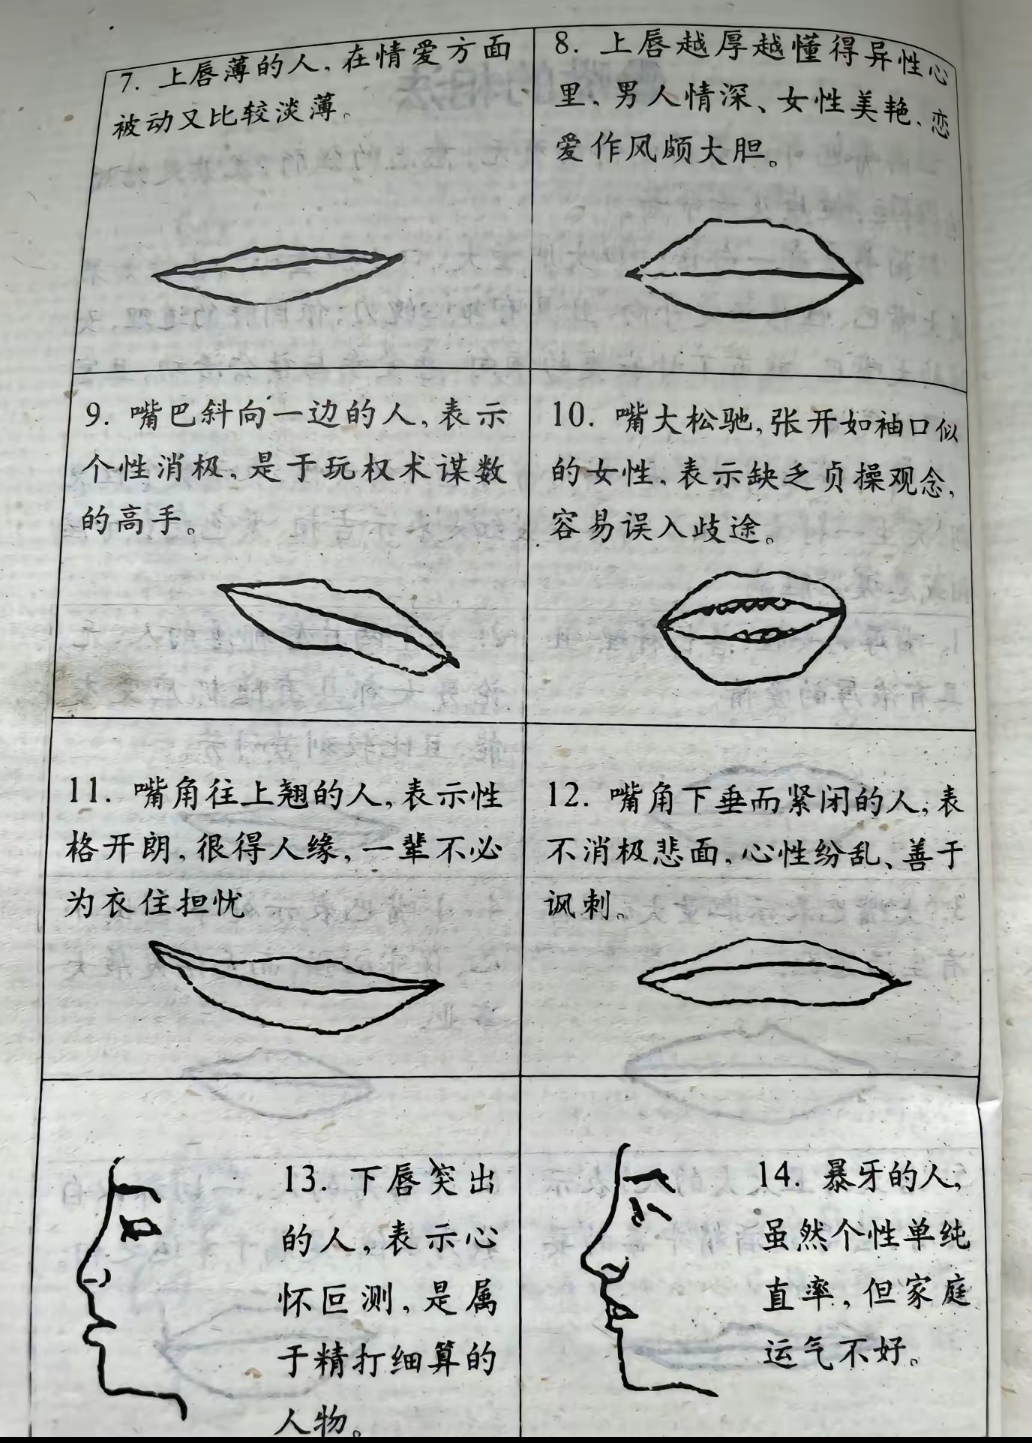 7. 上唇薄的人，在情爱方面
被动又比较淡薄。
8. 上唇越厚越懂得异性心
里，男人情深、女性美艳、恋
爱作风颇大胆。
9. 嘴巴斜向一边的人，表示
个性消极，是于玩权术谋数
的高手。
10. 嘴大松驰，张开如袖口似
的女性，表示缺乏贞操观念，
容易误入歧途。
11. 嘴角往上翘的人，表示性
格开朗，很得人缘，一辈不必
为衣住担忧
12. 嘴角下垂而紧闭的人，表
不消极悲面，心性纷乱、善于
讽刺。
13. 下唇突出
的人，表示心
怀叵测，是属
于精打细算的
人物。
14. 暴牙的人，
虽然个性单纯
直率，但家庭
运气不好。